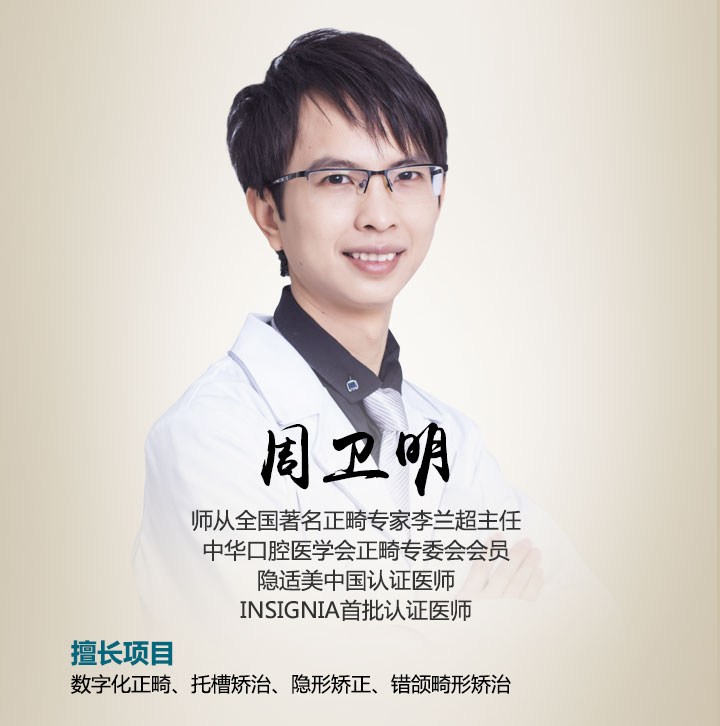 周卫明
师从全国著名正畸专家李兰超主任
中华口腔医学会正畸专委会会员
隐适美中国认证医师
INSIGNIA首批认证医师
擅长项目
数字化正畸、托槽矫治、隐形矫正、错颌畸形矫治